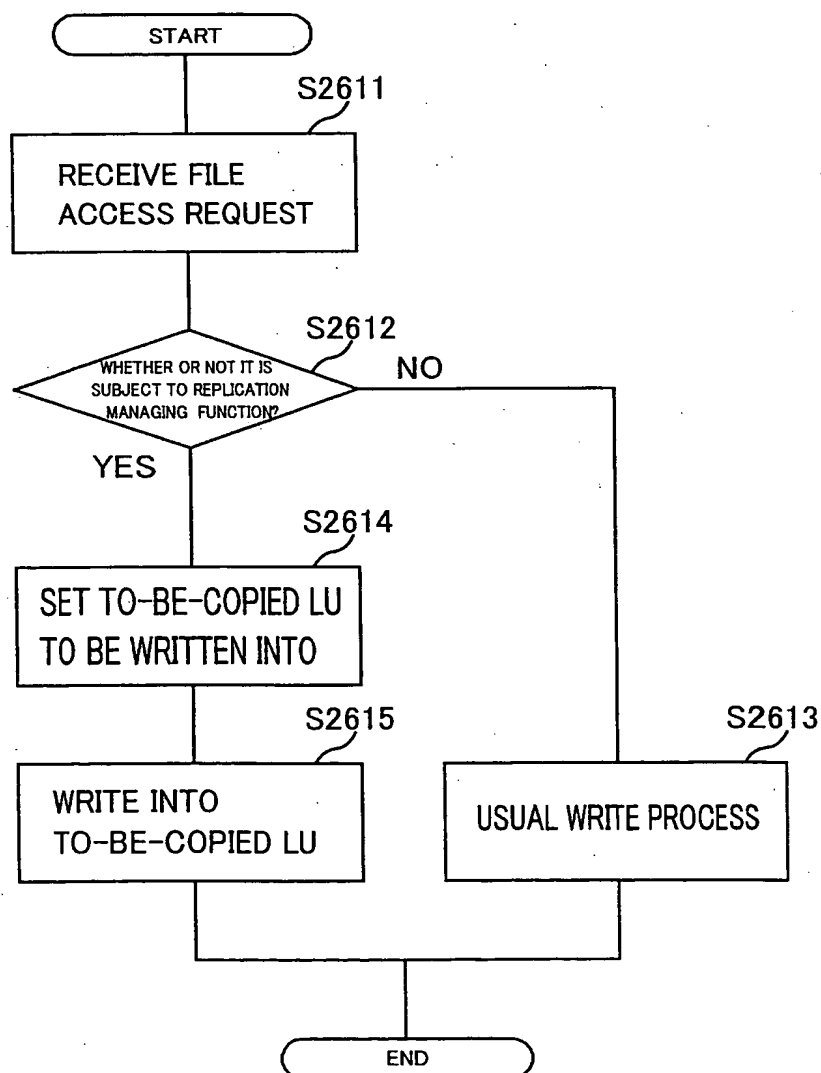 START
S2611
RECEIVE FILE
ACCESS REQUEST
S2612
WHETHER OR NOT IT IS
SUBJECT TO REPLICATION
MANAGING FUNCTION?
NO
YES
S2614
SET TO-BE-COPIED LU
TO BE WRITTEN INTO
S2615
WRITE INTO
TO-BE-COPIED LU
S2613
USUAL WRITE PROCESS
END